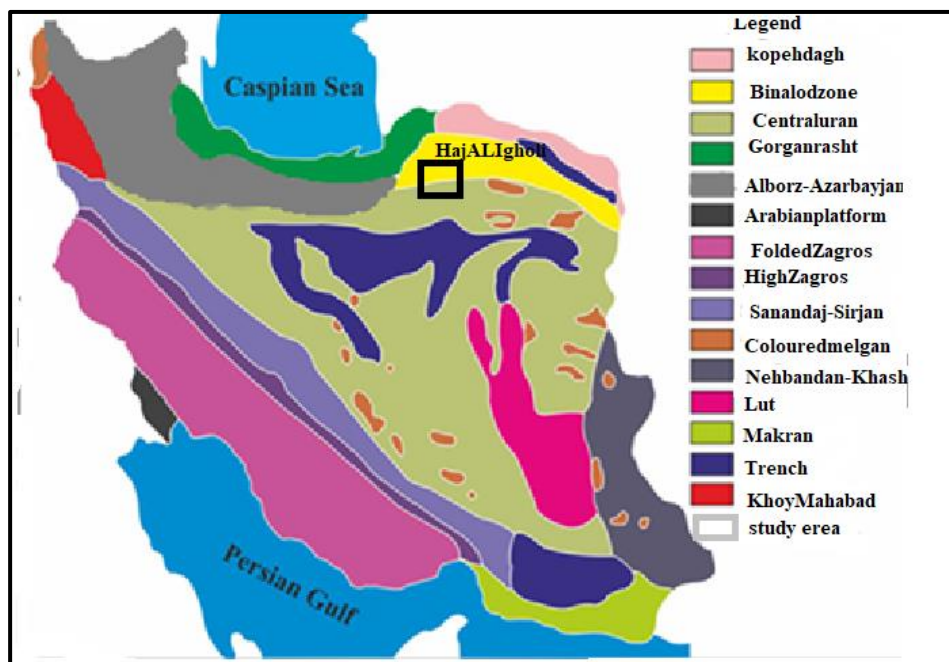 Legend
kopehdagh
Binalodzone
Centraluran
Gorganrasht
Alborz-Azarbayjan
Arabianplatform
FoldedZagros
HighZagros
Sanandaj-Sirjan
Colouredmelgan
Nehbandan-Khash
Lut
Makran
Trench
KhoyMahabad
study erea
Caspian Sea
HajALIgholi
Persian Gulf